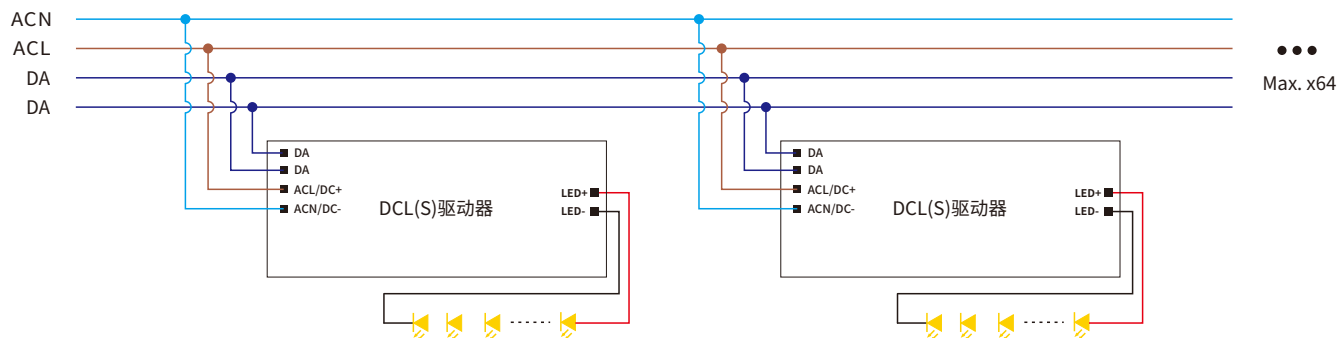 ACN
ACL
DA
DA
Max. x64
DA
DA
ACL/DC+
ACN/DC-
DCL(S)驱动器
LED+
LED-
DA
DA
ACL/DC+
ACN/DC-
DCL(S)驱动器
LED+
LED-